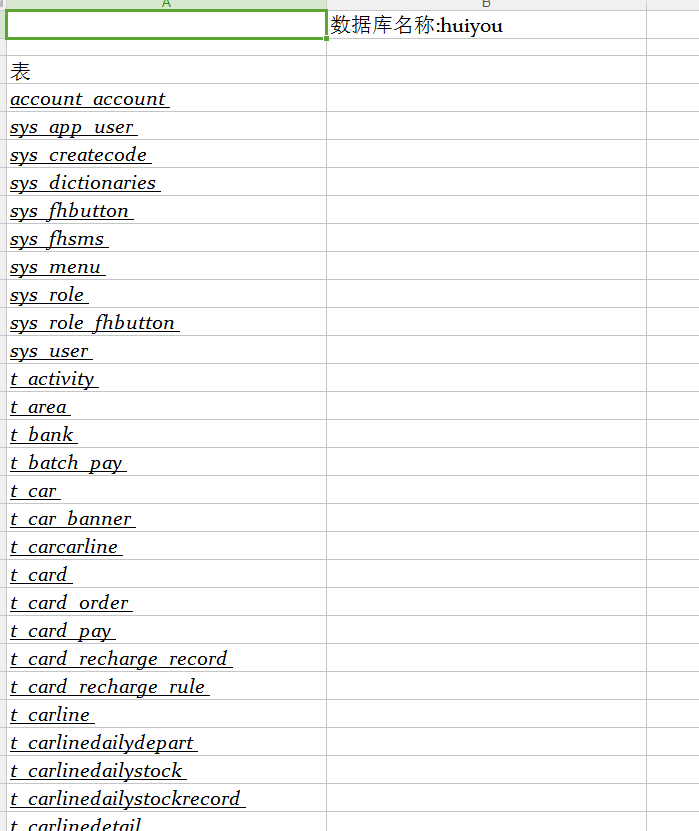 A B
数据库名称:huiyou
表
account_account
sys_app_user
sys_createcode
sys_dictionaries
sys_fhbutton
sys_fhsms
sys_menu
sys_role
sys_role_fhbutton
sys_user
t_activity
t_area
t_bank
t_batch_pay
t_car
t_car_banner
t_carcarline
t_card
t_card_order
t_card_pay
t_card_recharge_record
t_card_recharge_rule
t_carline
t_carlinedailydepart
t_carlinedailystock
t_carlinedailystockrecord
t_carlinedetail